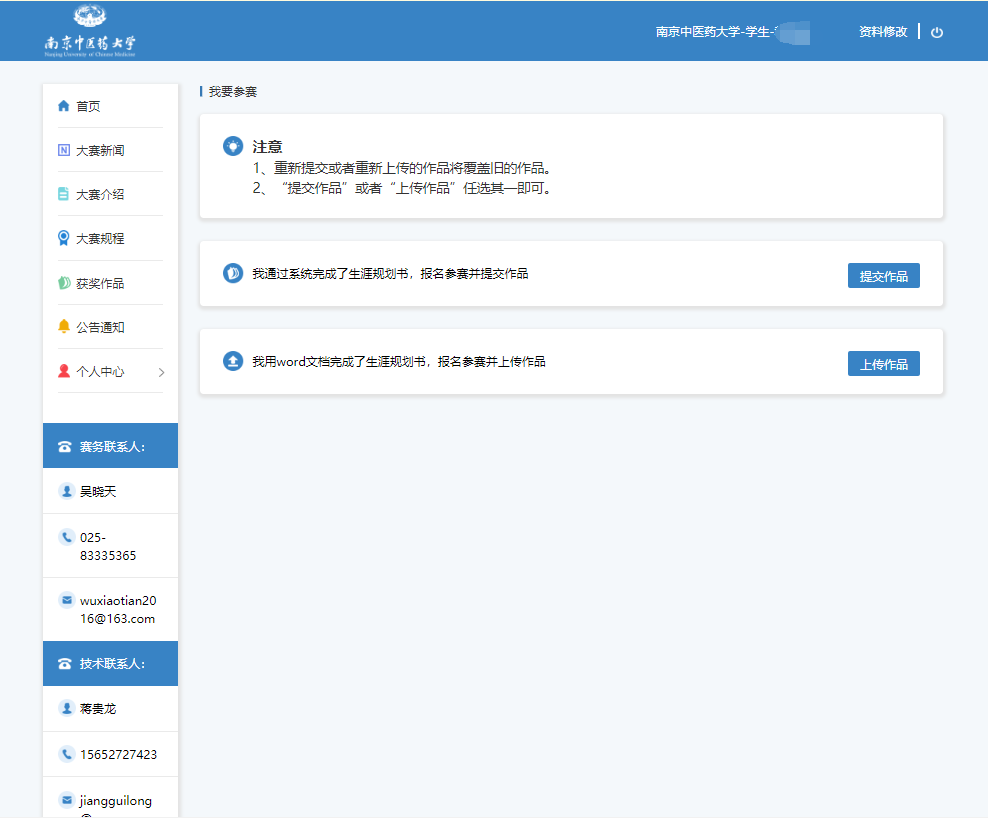 南京中医药大学
Nanjing University of Chinese Medicine
南京中医药大学-学生-
资料修改
首页
大赛新闻
大赛介绍
大赛规程
获奖作品
公告通知
个人中心
赛务联系人：
吴晓天
025-
83335365
wuxiaotian20
16@163.com
技术联系人：
蒋贵龙
15652727423
jiangguilong
我要参赛
注意
1、重新提交或者重新上传的作品将覆盖旧的作品。
2、“提交作品”或者“上传作品”任选其一即可。
我通过系统完成了生涯规划书，报名参赛并提交作品
提交作品
我用word文档完成了生涯规划书，报名参赛并上传作品
上传作品